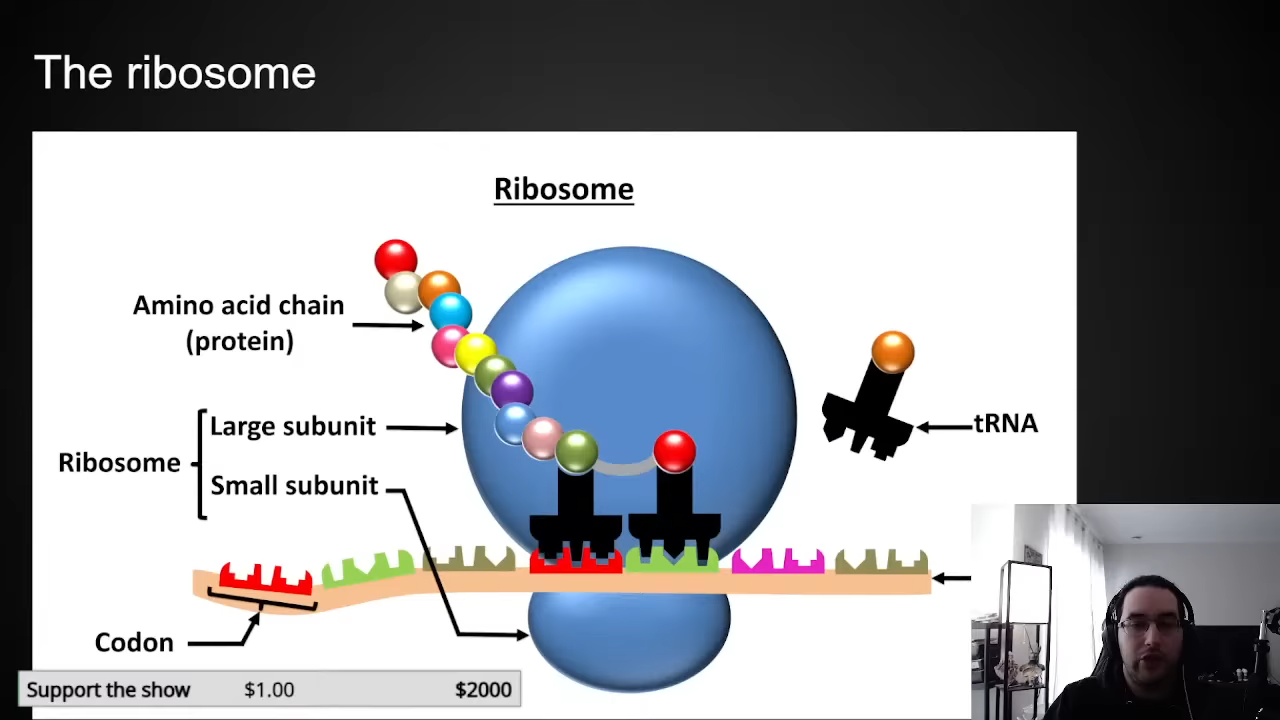 The ribosome
Ribosome
Amino acid chain
(protein)
Large subunit
Ribosome
Small subunit
tRNA
Codon
Support the show $1.00 $2000